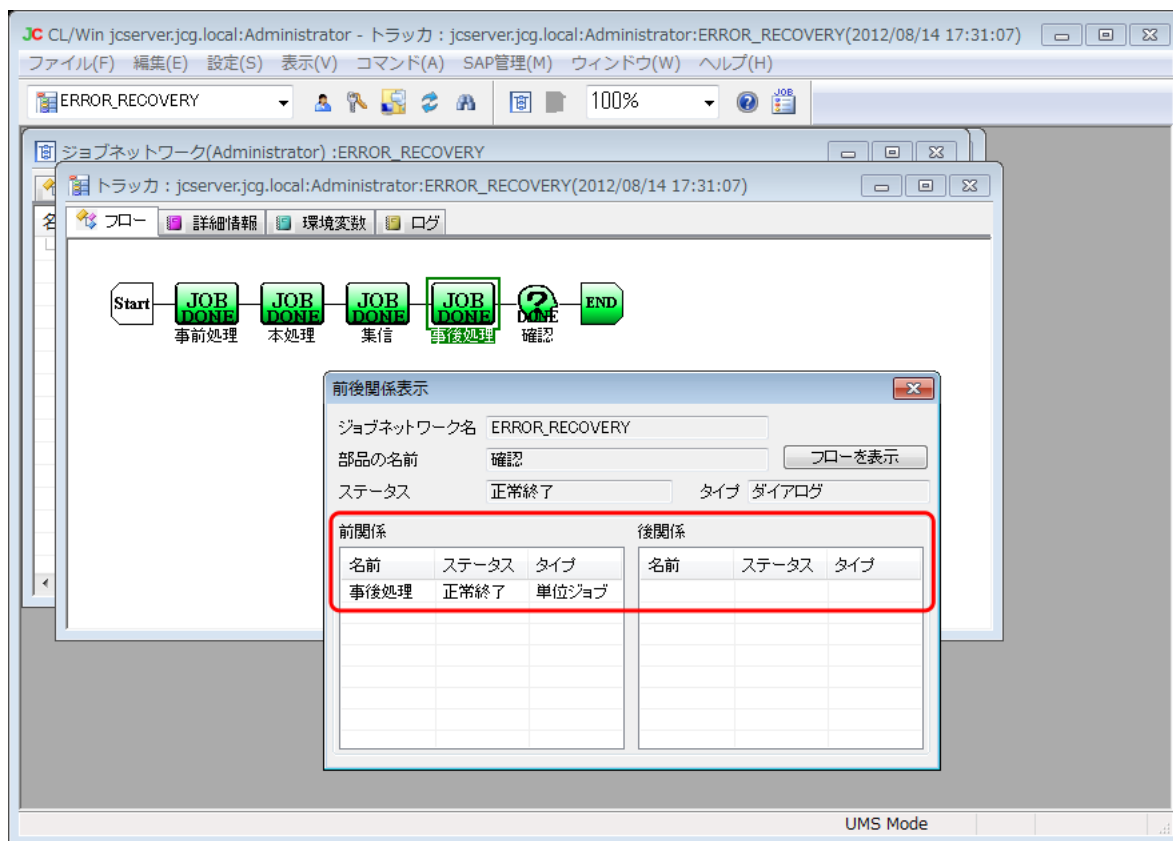 JC CL/Win jcserver.jcg.local:Administrator - トラッカ : jcserver.jcg.local:Administrator:ERROR_RECOVERY(2012/08/14 17:31:07)
ファイル(F) 編集(E) 設定(S) 表示(V) コマンド(A) SAP管理(M) ウィンドウ(W) ヘルプ(H)
ERROR_RECOVERY 100% JOB
ジョブネットワーク(Administrator) :ERROR_RECOVERY
トラッカ : jcserver.jcg.local:Administrator:ERROR_RECOVERY(2012/08/14 17:31:07)
名
フロー 詳細情報 環境変数 ログ
Start JOB DONE JOB DONE JOB DONE JOB DONE ? DONE END
事前処理 本処理 集信 事後処理 確認
前後関係表示
ジョブネットワーク名 ERROR_RECOVERY
部品の名前 確認 フローを表示
ステータス 正常終了 タイプ ダイアログ
前関係 後関係
名前 ステータス タイプ 名前 ステータス タイプ
事後処理 正常終了 単位ジョブ
UMS Mode